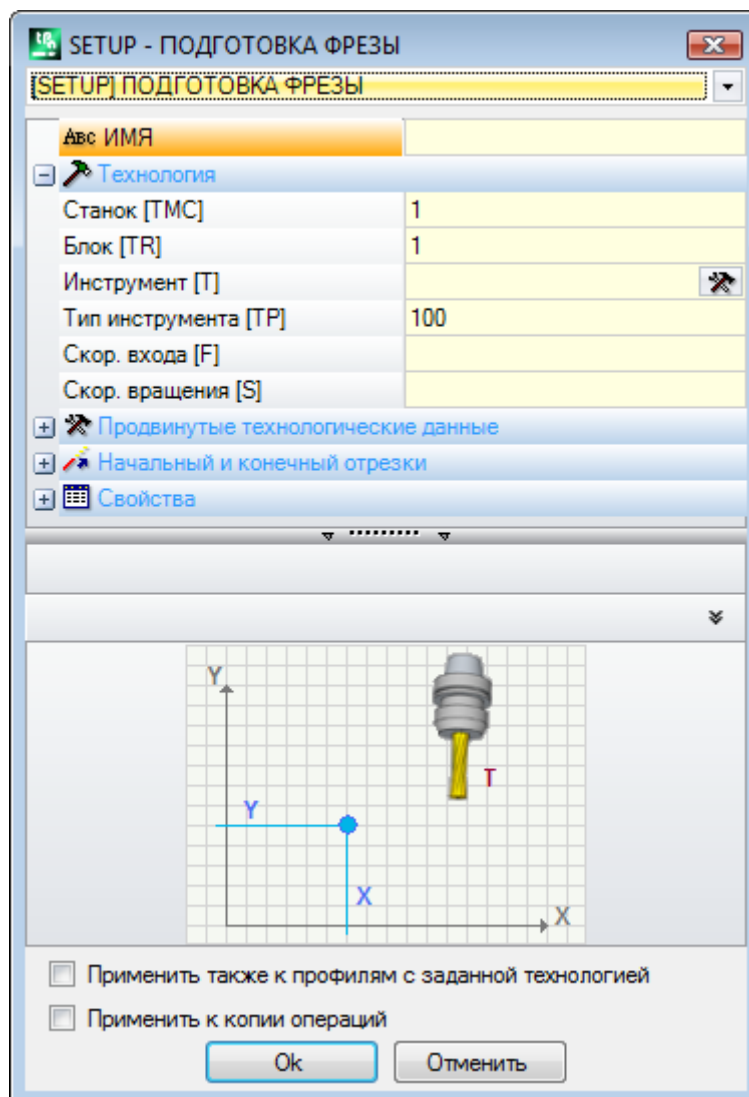 SETUP - ПОДГОТОВКА ФРЕЗЫ
[SETUP] ПОДГОТОВКА ФРЕЗЫ
Abc ИМЯ
Технология
Станок [TMC] 1
Блок [TR] 1
Инструмент [T]
Тип инструмента [TP] 100
Скор. входа [F]
Скор. вращения [S]
Продвинутые технологические данные
Начальный и конечный отрезки
Свойства
Y
T
Y
X
X
Применить также к профилям с заданной технологией
Применить к копии операций
Ok Отменить